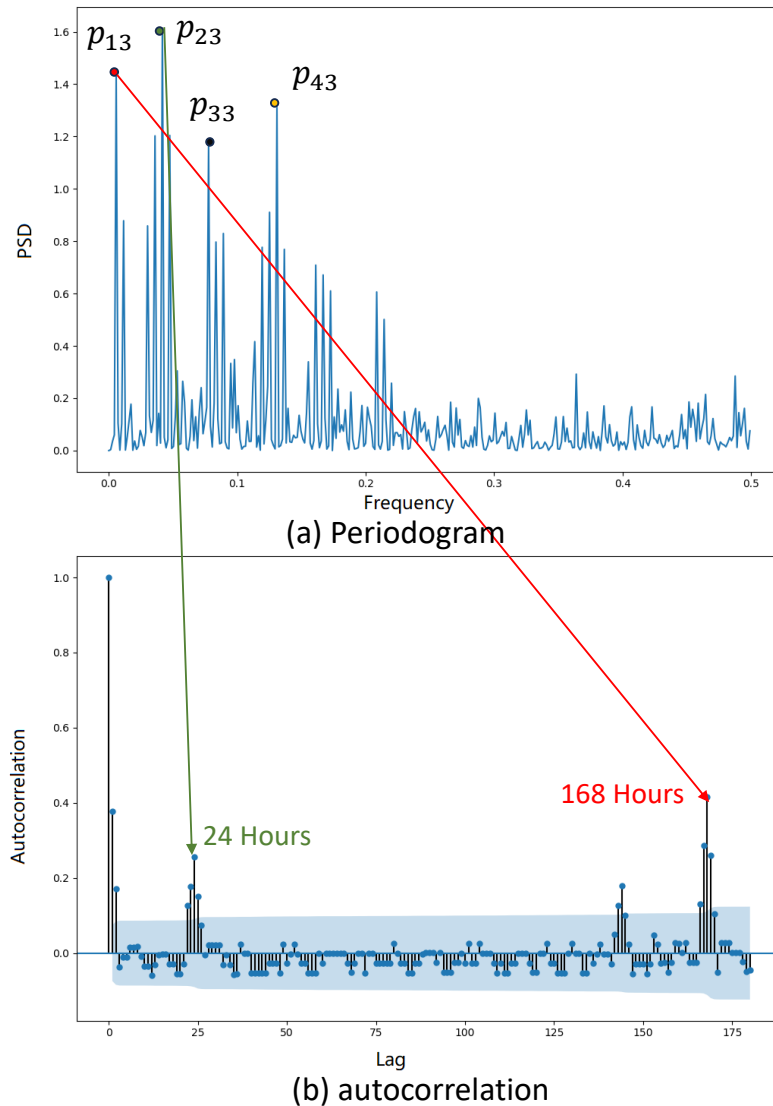 1.6
p13
p23
p43
p33
1.4
1.2
1.0
0.8
0.6
0.4
0.2
0.0
PSD
0.0 0.1 0.2 0.3 0.4 0.5
Frequency
(a) Periodogram
1.0
0.8
0.6
0.4
0.2
0.0
Autocorrelation
168 Hours
24 Hours
0 25 50 75 100 125 150 175
Lag
(b) autocorrelation